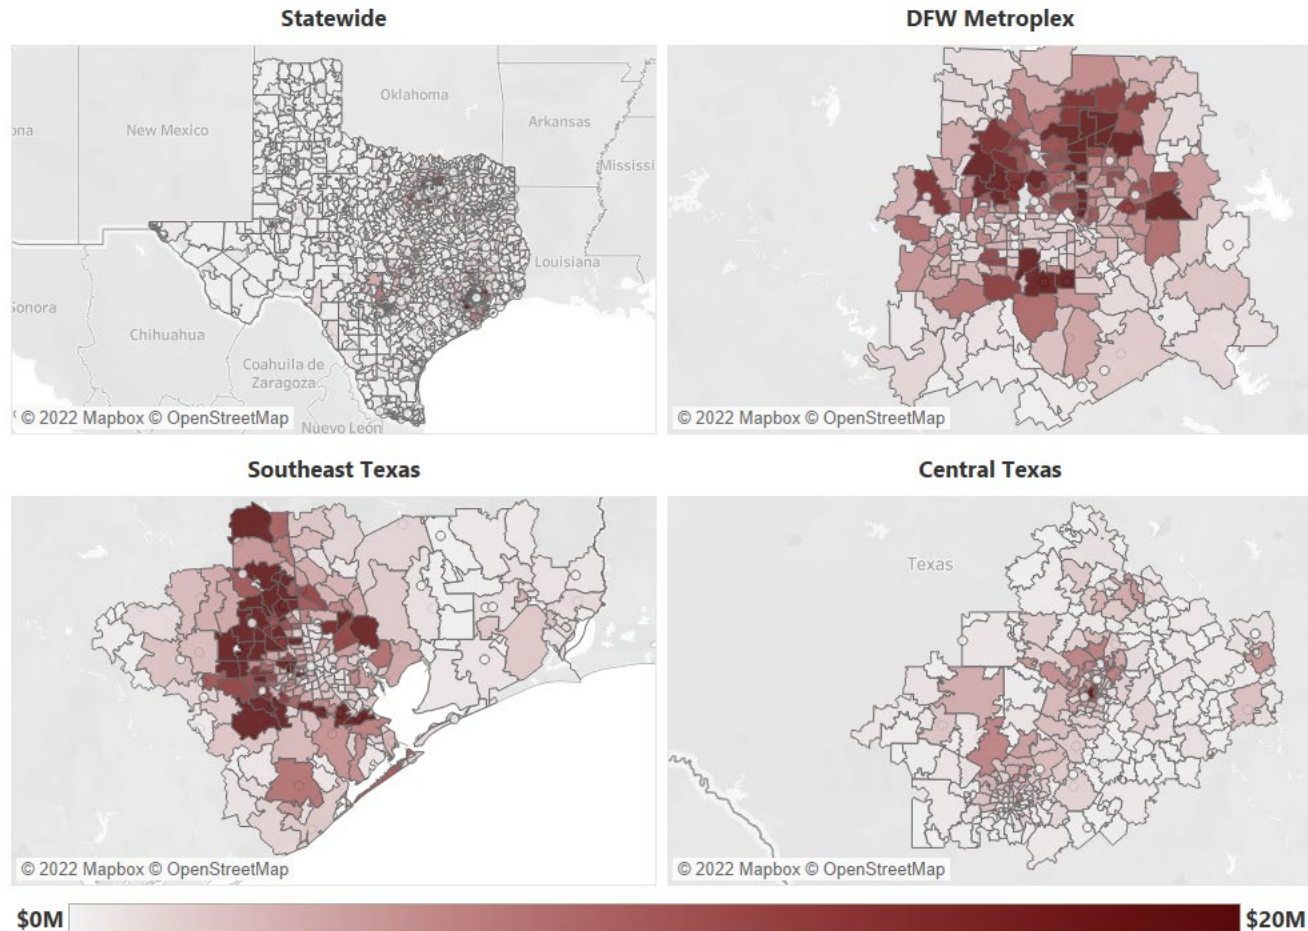 Statewide
DFW Metroplex
Oklahoma
New Mexico
Arkansas
Mississi
Louisiana
Sonora
Chihuahua
Coahuila de
Zaragoza
Nuevo León
© 2022 Mapbox © OpenStreetMap
© 2022 Mapbox © OpenStreetMap
Southeast Texas
Central Texas
Texas
© 2022 Mapbox © OpenStreetMap
© 2022 Mapbox © OpenStreetMap
$0M
$20M